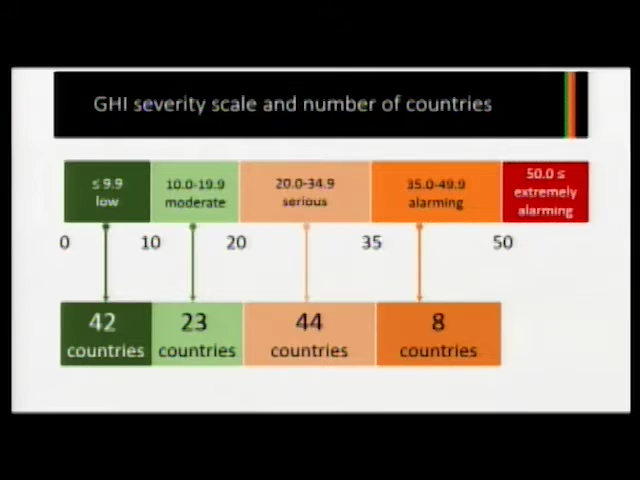 GHI severity scale and number of countries
≤ 9.9
low
10.0-19.9
moderate
20.0-34.9
serious
35.0-49.9
alarming
50.0 ≤
extremely
alarming
0 10 20 35 50
42
countries
23
countries
44
countries
8
countries